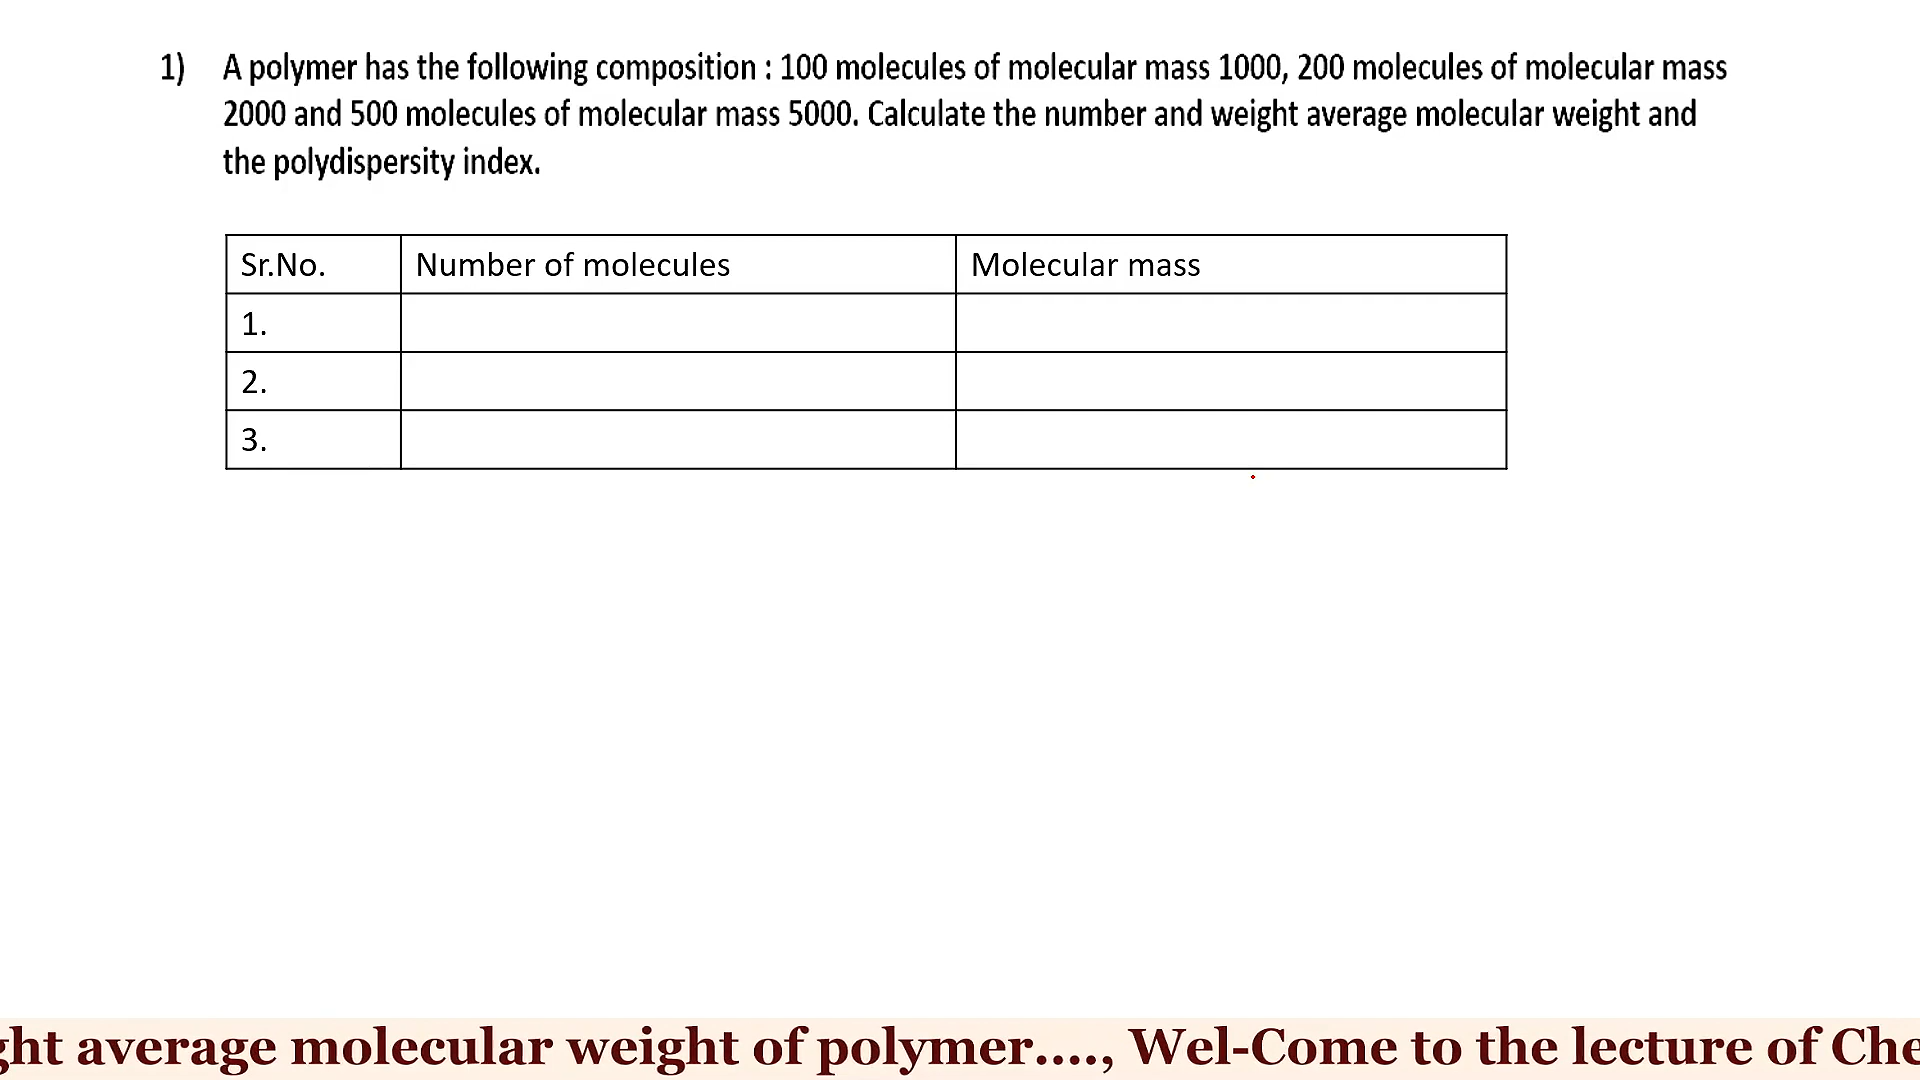 1) A polymer has the following composition : 100 molecules of molecular mass 1000, 200 molecules of molecular mass
2000 and 500 molecules of molecular mass 5000. Calculate the number and weight average molecular weight and
the polydispersity index.
Sr.No. Number of molecules Molecular mass
1.
2.
3.
average molecular weight of polymer...., Wel-Come to the lecture of